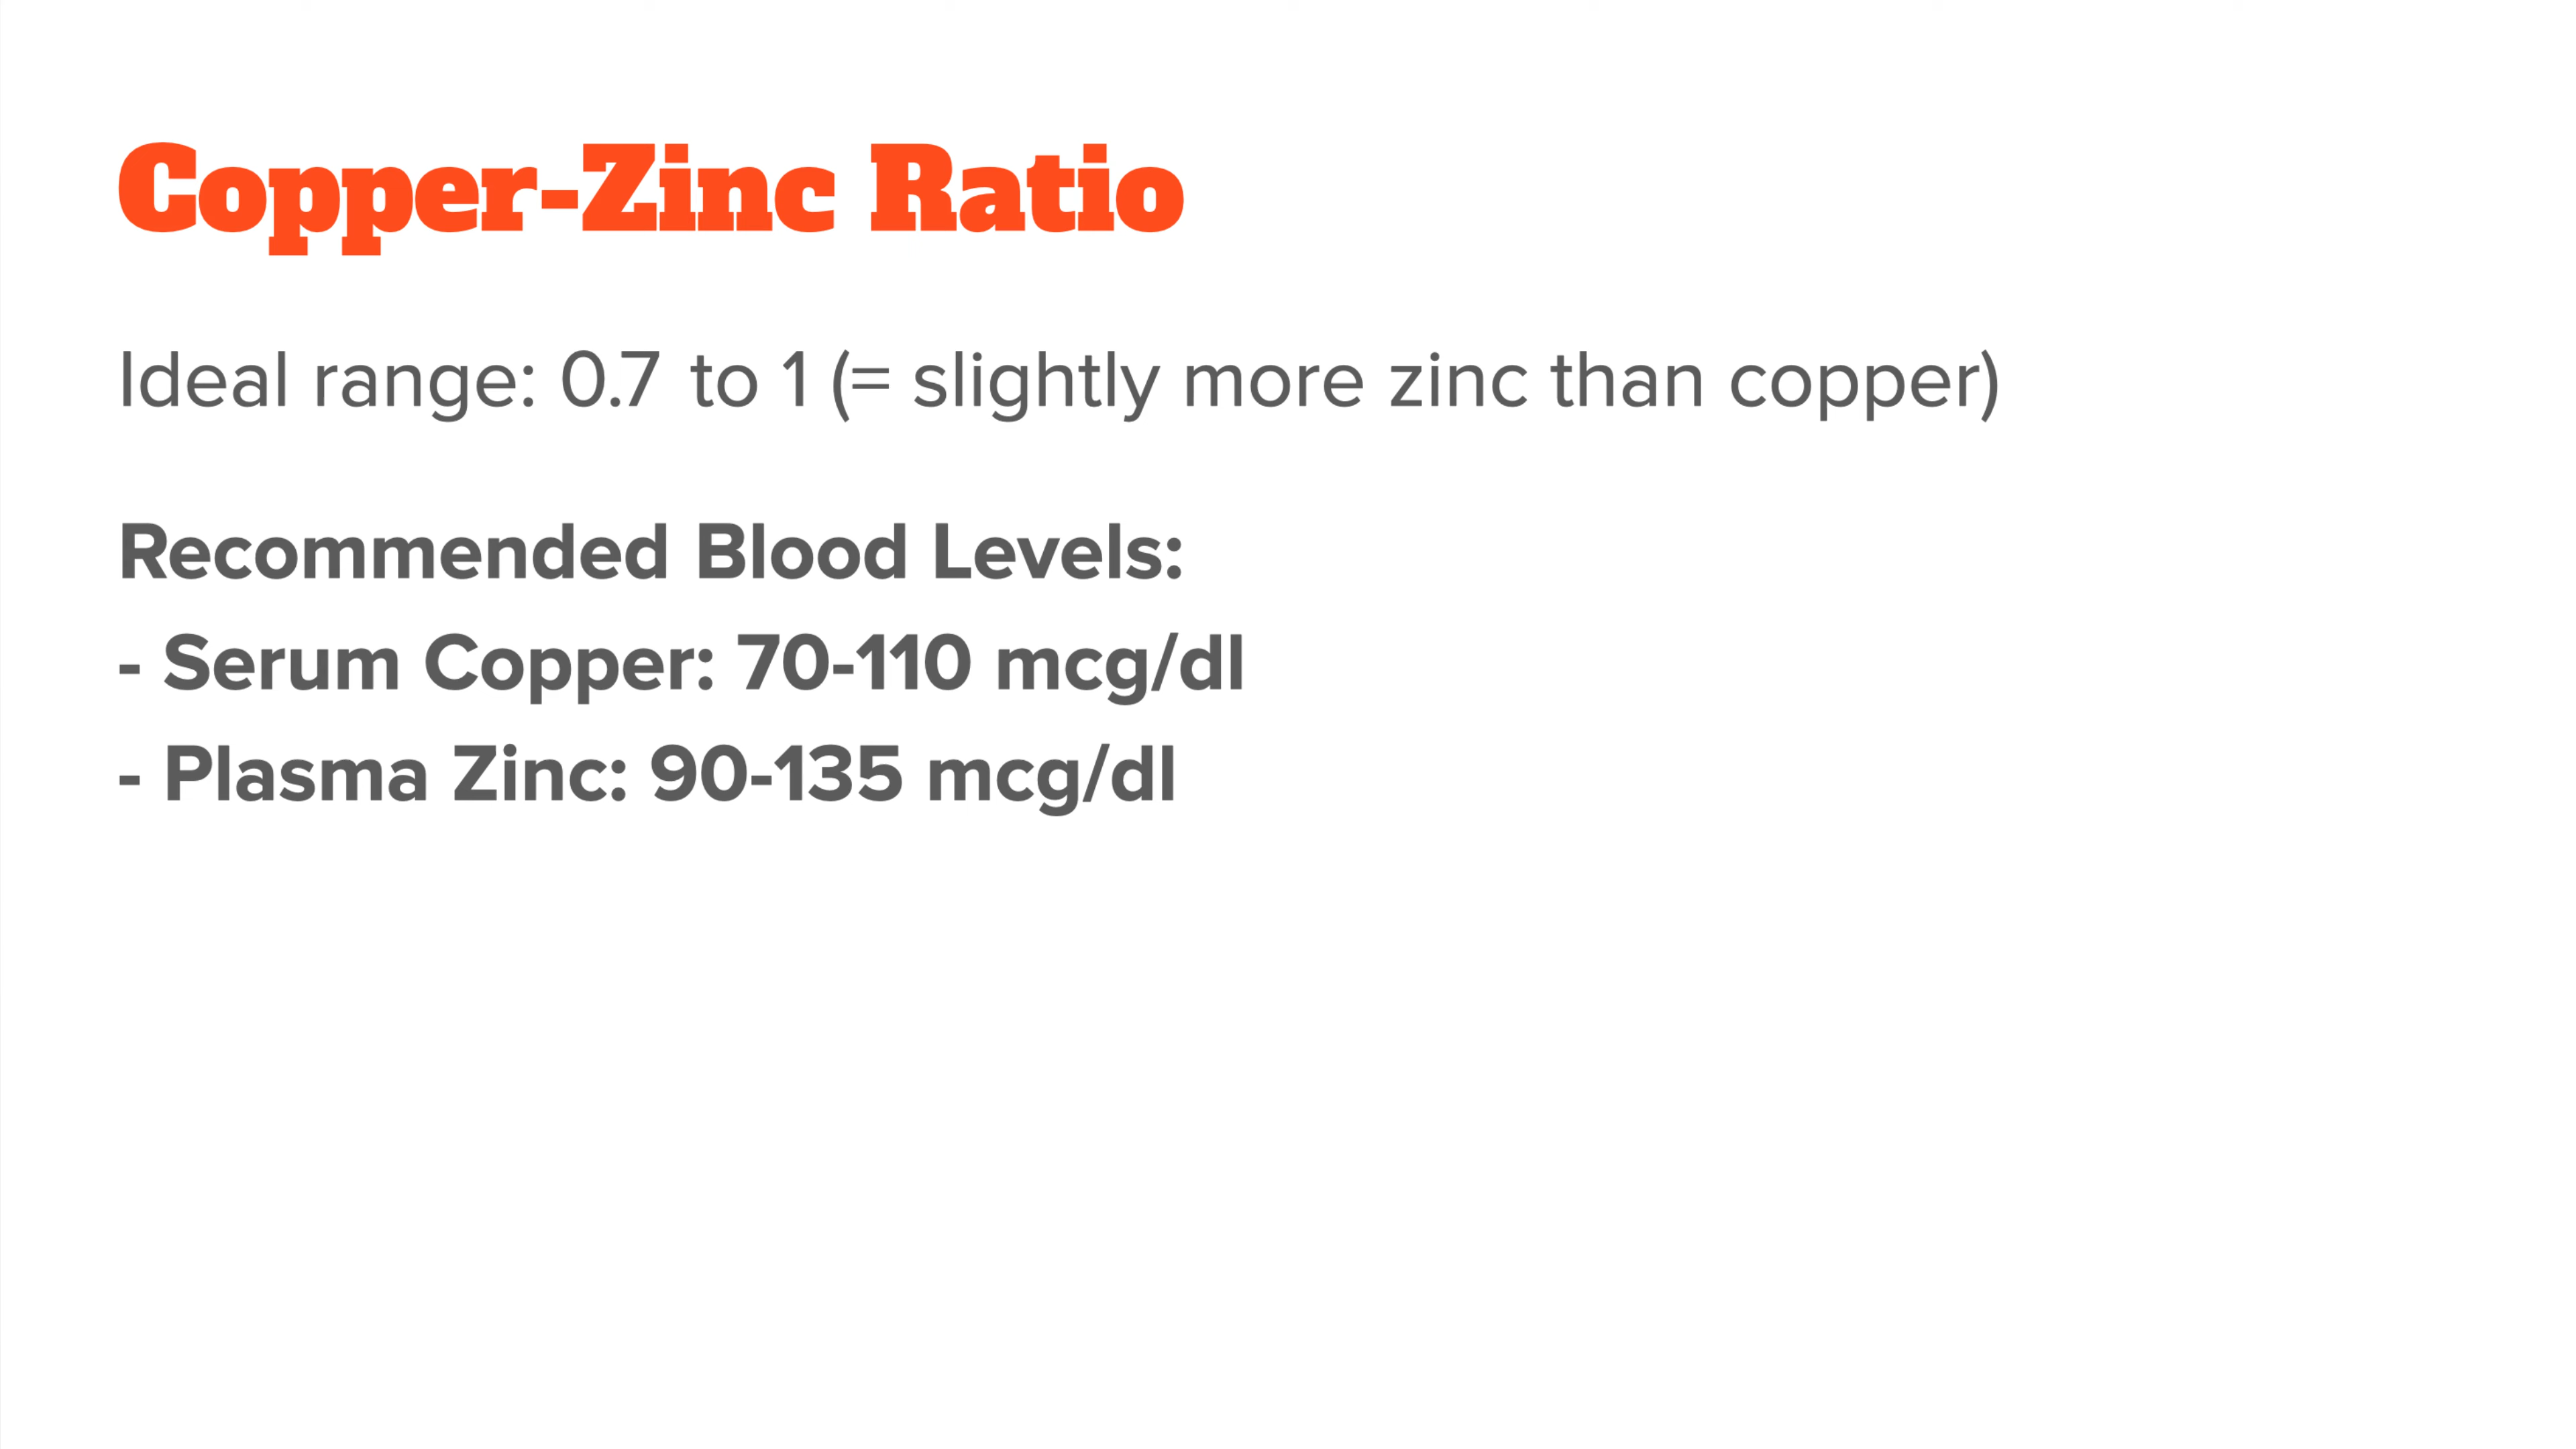 Copper-Zinc Ratio
Ideal range: 0.7 to 1 (= slightly more zinc than copper)
Recommended Blood Levels:
- Serum Copper: 70-110 mcg/dl
- Plasma Zinc: 90-135 mcg/dl